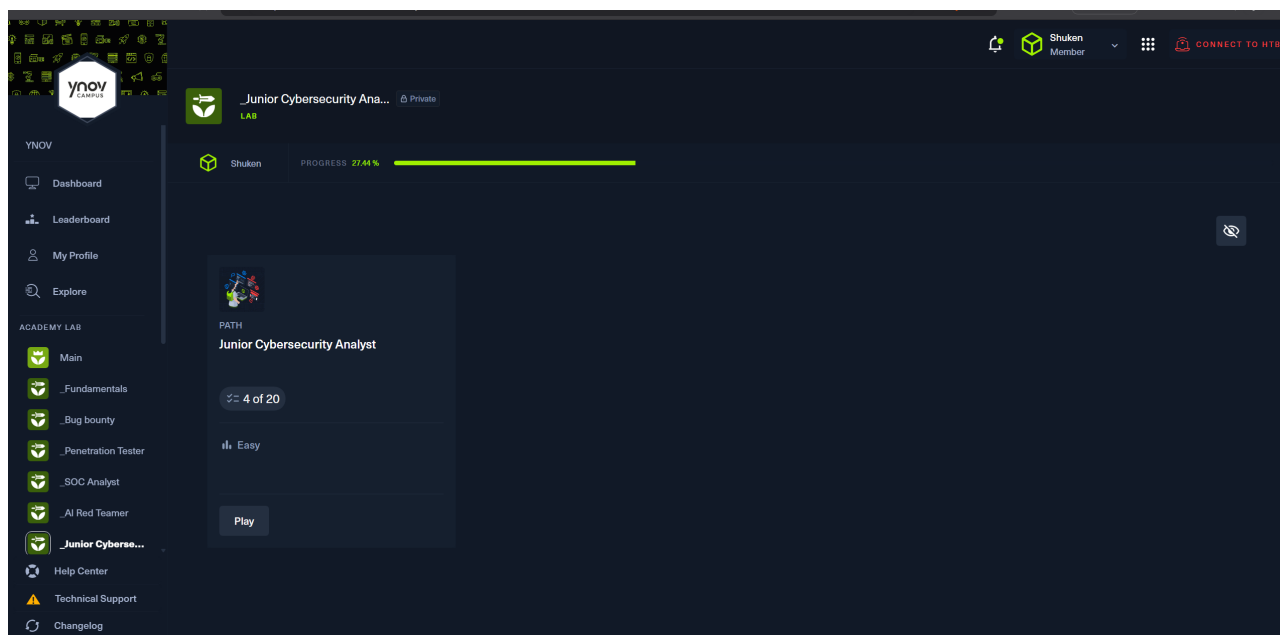 ynov
CAMPUS
Shuken
Member
CONNECT TO HTB
_Junior Cybersecurity Ana...
Private
LAB
Shuken
PROGRESS 27.44 %
YNOV
Dashboard
Leaderboard
My Profile
Explore
ACADEMY LAB
Main
_Fundamentals
_Bug bounty
_Penetration Tester
_SOC Analyst
_AI Red Teamer
_Junior Cyberse...
Help Center
Technical Support
Changelog
PATH
Junior Cybersecurity Analyst
4 of 20
Easy
Play